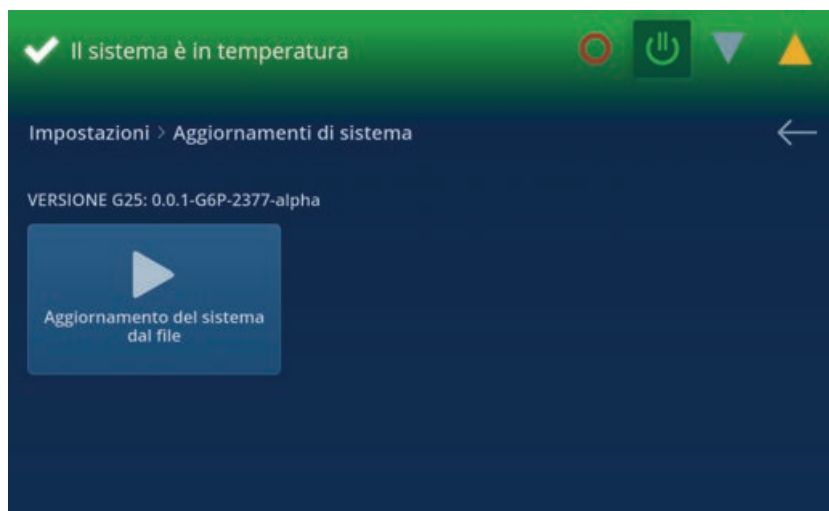 Il sistema è in temperatura
Impostazioni > Aggiornamenti di sistema
VERSIONE G25: 0.0.1-G6P-2377-alpha
Aggiornamento del sistema
dal file